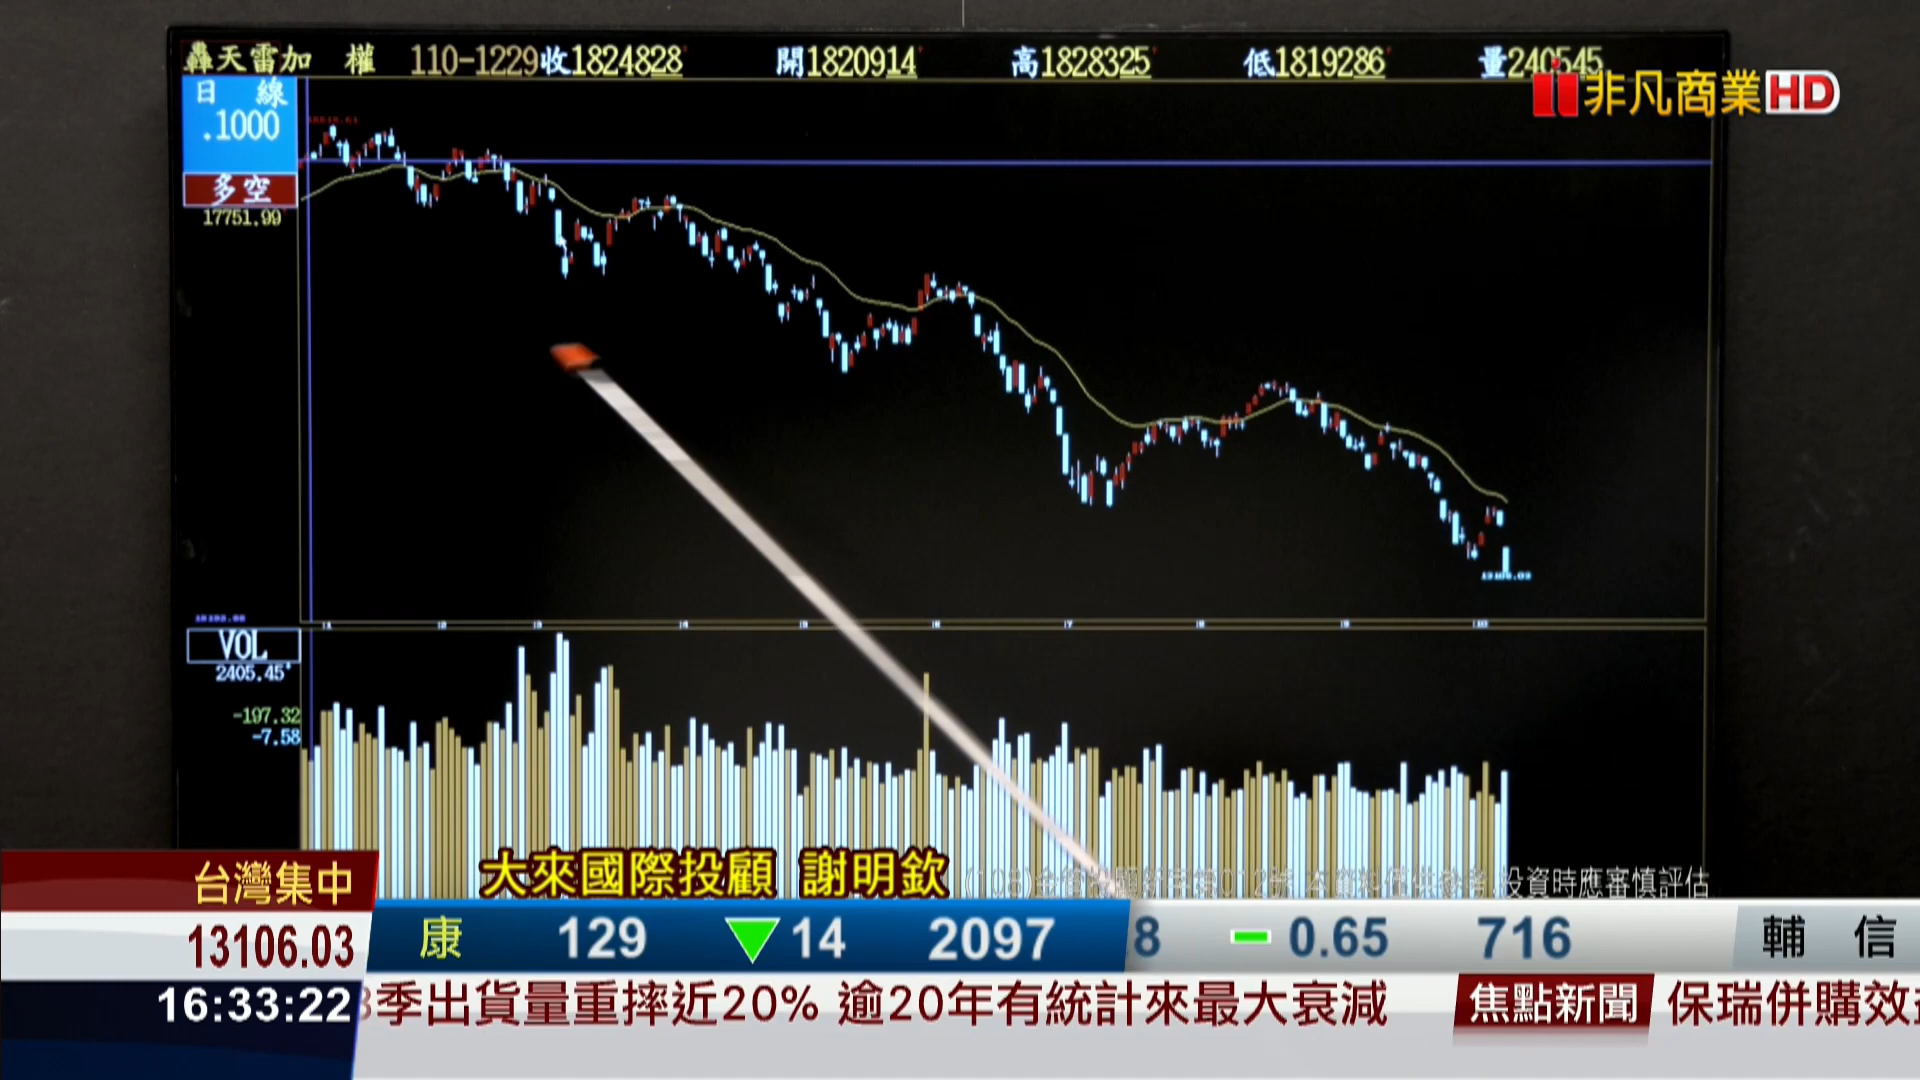 轟天雷加 權 110-1229收1824828 開1820914 高1828325 低1819286 量240545
非凡商業HD
日 線
.1000
多空
17751.99
VOL
2405.45
-197.32
-7.58
台灣集中
13106.03
16:33:22
大來國際投顧 謝明欽
投資時應審慎評估
康 129 ▼14 2097 8 0.65 716 輔 信
季出貨量重摔近20% 逾20年有統計來最大衰減 焦點新聞 保瑞併購效